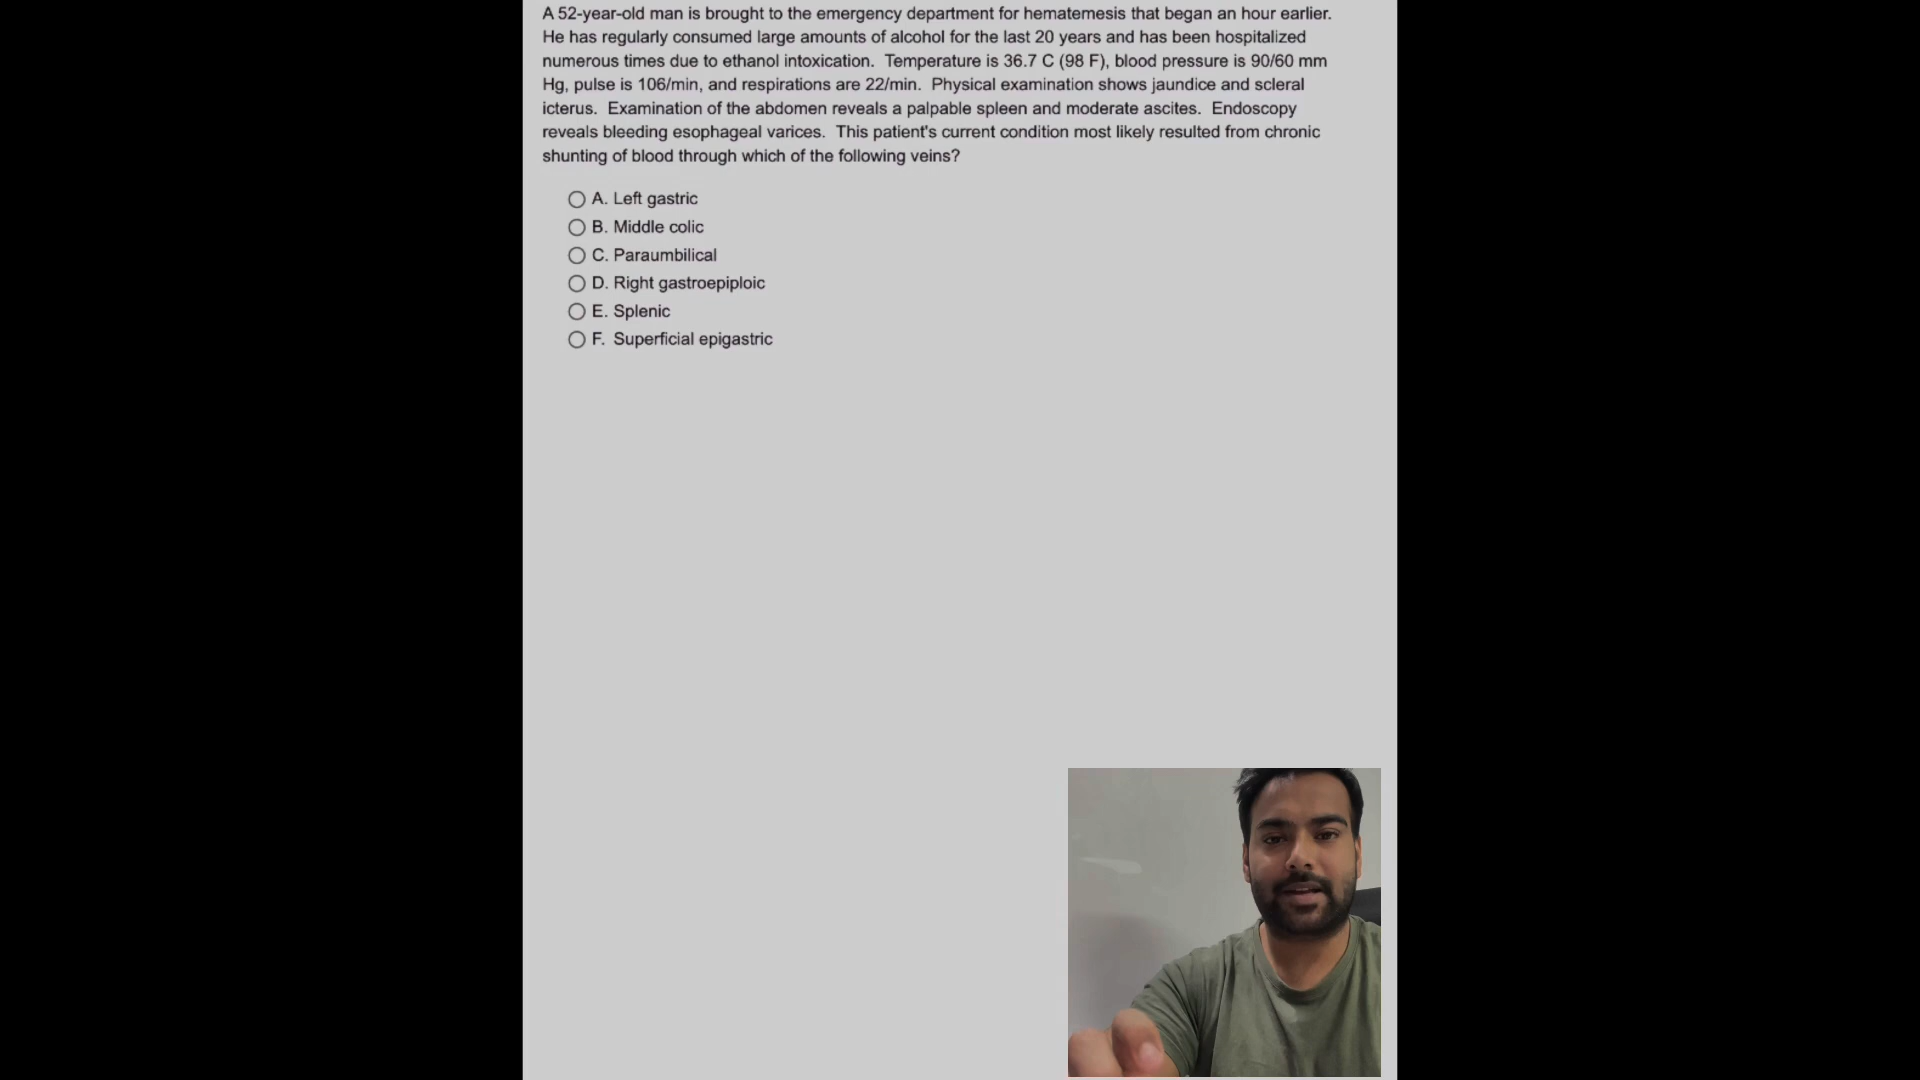 A 52-year-old man is brought to the emergency department for hematemesis that began an hour earlier.
He has regularly consumed large amounts of alcohol for the last 20 years and has been hospitalized
numerous times due to ethanol intoxication.  Temperature is 36.7 C (98 F), blood pressure is 90/60 mm
Hg, pulse is 106/min, and respirations are 22/min.  Physical examination shows jaundice and scleral
icterus.  Examination of the abdomen reveals a palpable spleen and moderate ascites.  Endoscopy
reveals bleeding esophageal varices.  This patient's current condition most likely resulted from chronic
shunting of blood through which of the following veins?
A. Left gastric
B. Middle colic
C. Paraumbilical
D. Right gastroepiploic
E. Splenic
F. Superficial epigastric